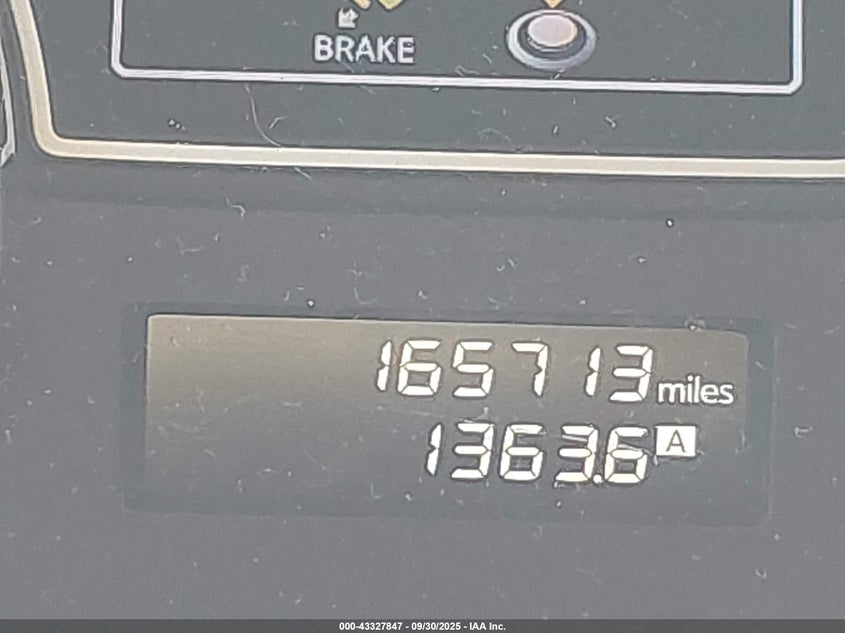 BRAKE
165713 miles
1363.6 A
000-43327847 - 09/30/2025 - IAA Inc.